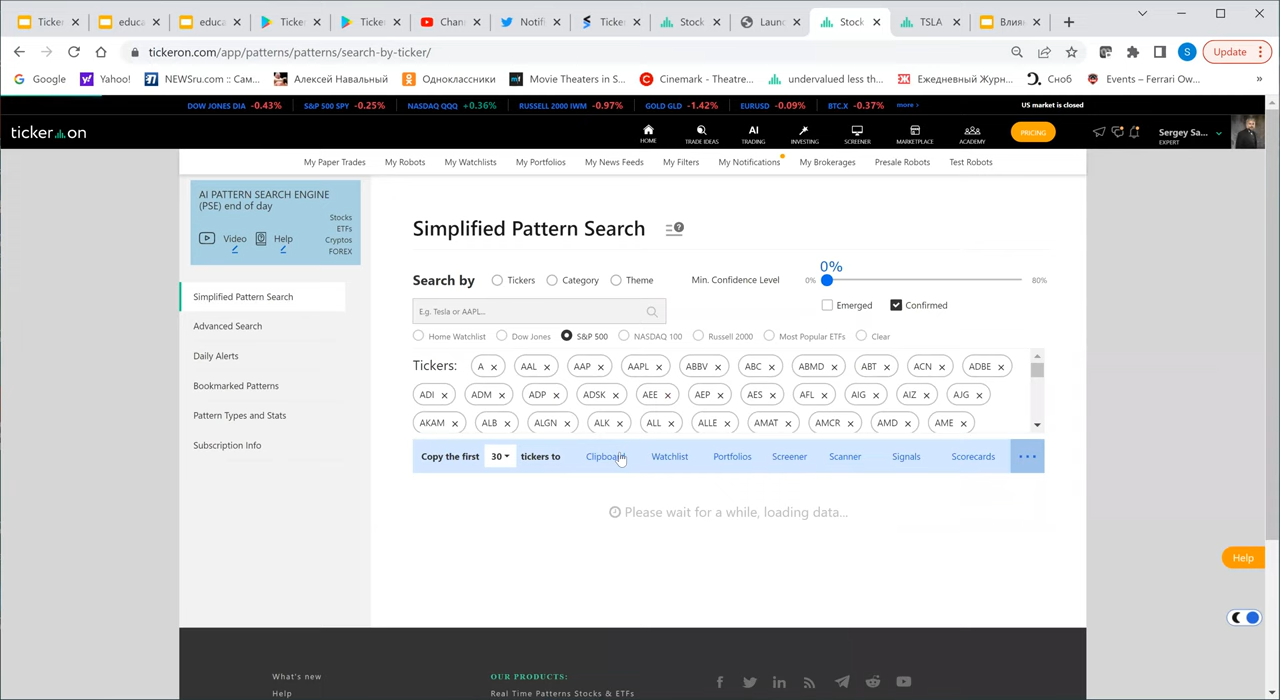 Ticker
educa
educa
Ticker
Ticker
Chann
Notifi
Ticker
Stock
Launc
Stock
TSLA
Влия
tickeron.com/app/patterns/patterns/search-by-ticker/
S
Update
Google
Yahoo!
NEWSru.com :: Сам...
Алексей Навальный
Одноклассники
Movie Theaters in S...
Cinemark - Theatre...
undervalued less th...
Ежедневный Журн...
Сноб
Events – Ferrari Ow...
»
DOW JONES DIA -0.43%
S&P 500 SPY -0.25%
NASDAQ QQQ +0.36%
RUSSELL 2000 IWM -0.97%
GOLD GLD -1.42%
EURUSD -0.09%
BTC.X -0.37%
more ›
US market is closed
tickeron
HOME
TRADE IDEAS
AI
TRADING
INVESTING
SCREENER
MARKETPLACE
ACADEMY
PRICING
Sergey Sa...
EXPERT
My Paper Trades
My Robots
My Watchlists
My Portfolios
My News Feeds
My Filters
My Notifications
My Brokerages
Presale Robots
Test Robots
AI PATTERN SEARCH ENGINE
(PSE) end of day
Stocks
ETFs
Cryptos
FOREX
Video
Help
Simplified Pattern Search
Advanced Search
Daily Alerts
Bookmarked Patterns
Pattern Types and Stats
Subscription Info
Simplified Pattern Search
Search by
Tickers
Category
Theme
Min. Confidence Level
0%
0%
80%
Emerged
Confirmed
E.g. Tesla or AAPL...
Home Watchlist
Dow Jones
S&P 500
NASDAQ 100
Russell 2000
Most Popular ETFs
Clear
Tickers: A × AAL × AAP × AAPL × ABBV × ABC × ABMD × ABT × ACN × ADBE ×
ADI × ADM × ADP × ADSK × AEE × AEP × AES × AFL × AIG × AIZ × AJG ×
AKAM × ALB × ALGN × ALK × ALL × ALLE × AMAT × AMCR × AMD × AME ×
Copy the first 30 tickers to Clipboard Watchlist Portfolios Screener Scanner Signals Scorecards ...
Please wait for a while, loading data...
Help
What's new
Help
OUR PRODUCTS:
Real Time Patterns Stocks & ETFs